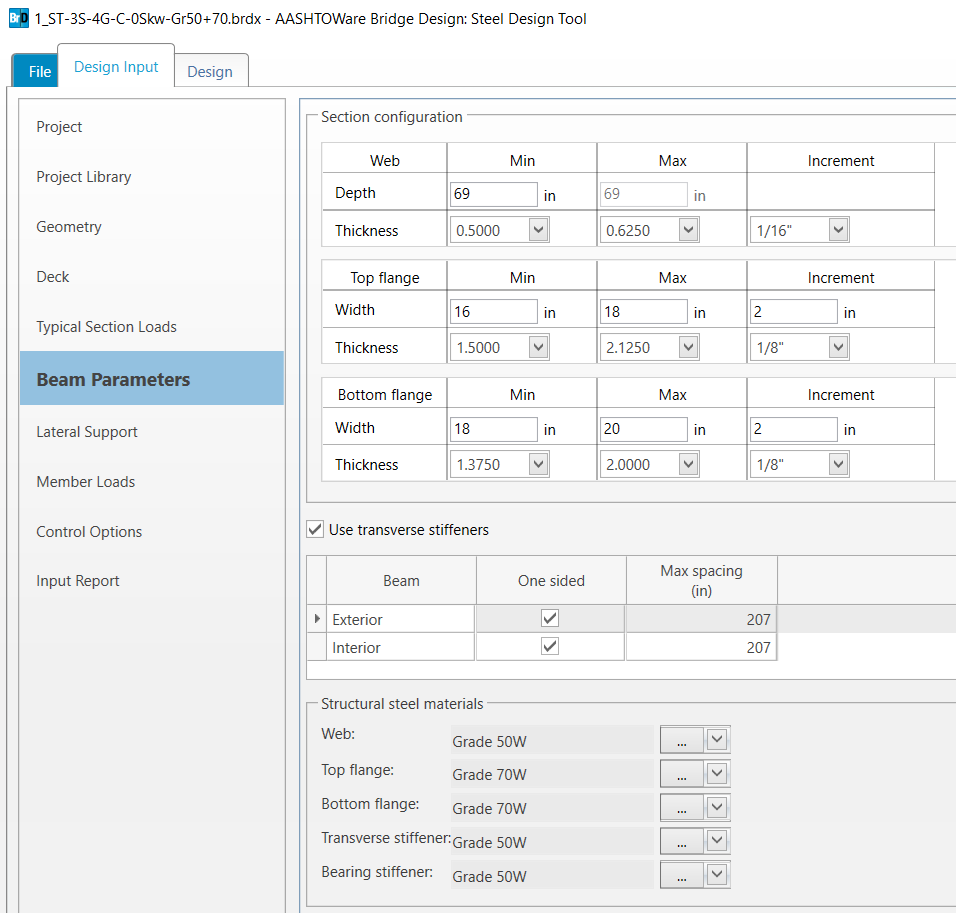 BrD 1_ST-3S-4G-C-0Skw-Gr50+70.brdx - AASHTOWare Bridge Design: Steel Design Tool
File Design Input Design
Project
Project Library
Geometry
Deck
Typical Section Loads
Beam Parameters
Lateral Support
Member Loads
Control Options
Input Report
Section configuration
Web Min Max Increment
Depth 69 in 69 in
Thickness 0.5000 0.6250 1/16"
Top flange Min Max Increment
Width 16 in 18 in 2 in
Thickness 1.5000 2.1250 1/8"
Bottom flange Min Max Increment
Width 18 in 20 in 2 in
Thickness 1.3750 2.0000 1/8"
Use transverse stiffeners
Beam One sided Max spacing
(in)
Exterior 207
Interior 207
Structural steel materials
Web: Grade 50W ...
Top flange: Grade 70W ...
Bottom flange: Grade 70W ...
Transverse stiffener: Grade 50W ...
Bearing stiffener: Grade 50W ...